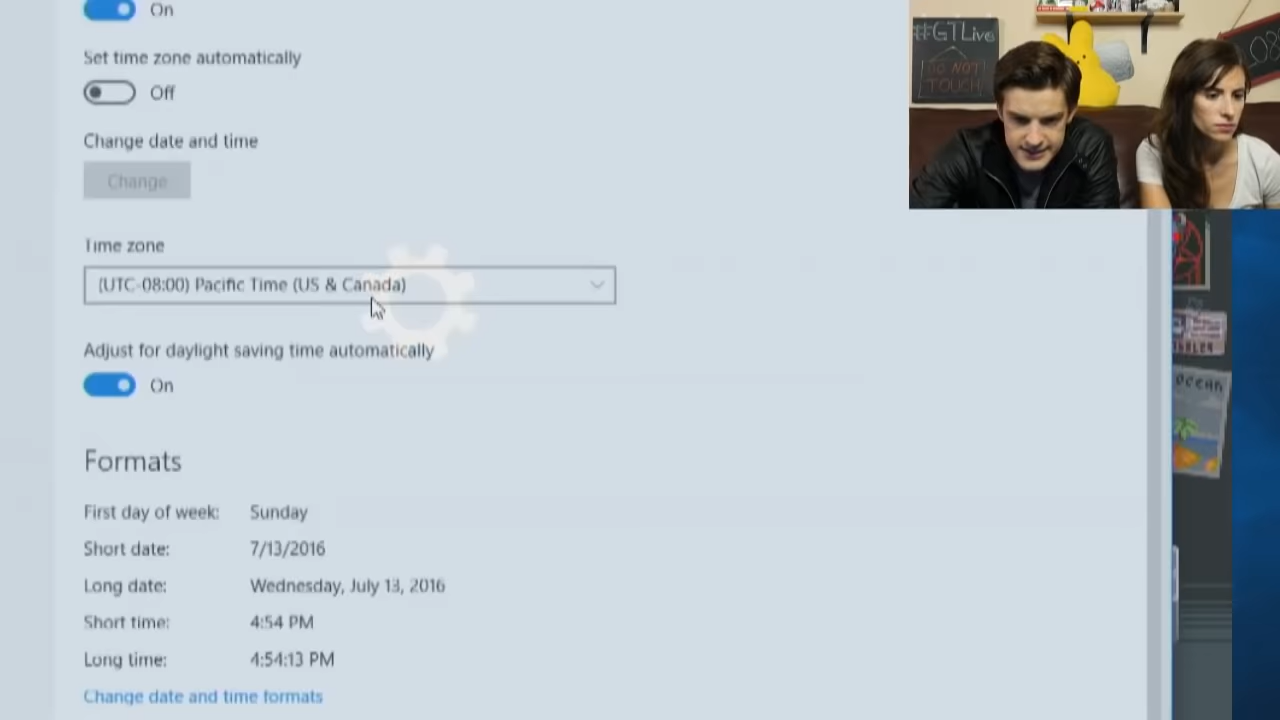 On
Set time zone automatically
Off
Change date and time
Change
Time zone
(UTC-08:00) Pacific Time (US & Canada)
Adjust for daylight saving time automatically
On
Formats
First day of week: Sunday
Short date: 7/13/2016
Long date: Wednesday, July 13, 2016
Short time: 4:54 PM
Long time: 4:54:13 PM
Change date and time formats
#GTLive
DO NOT
TOUCH
ocean